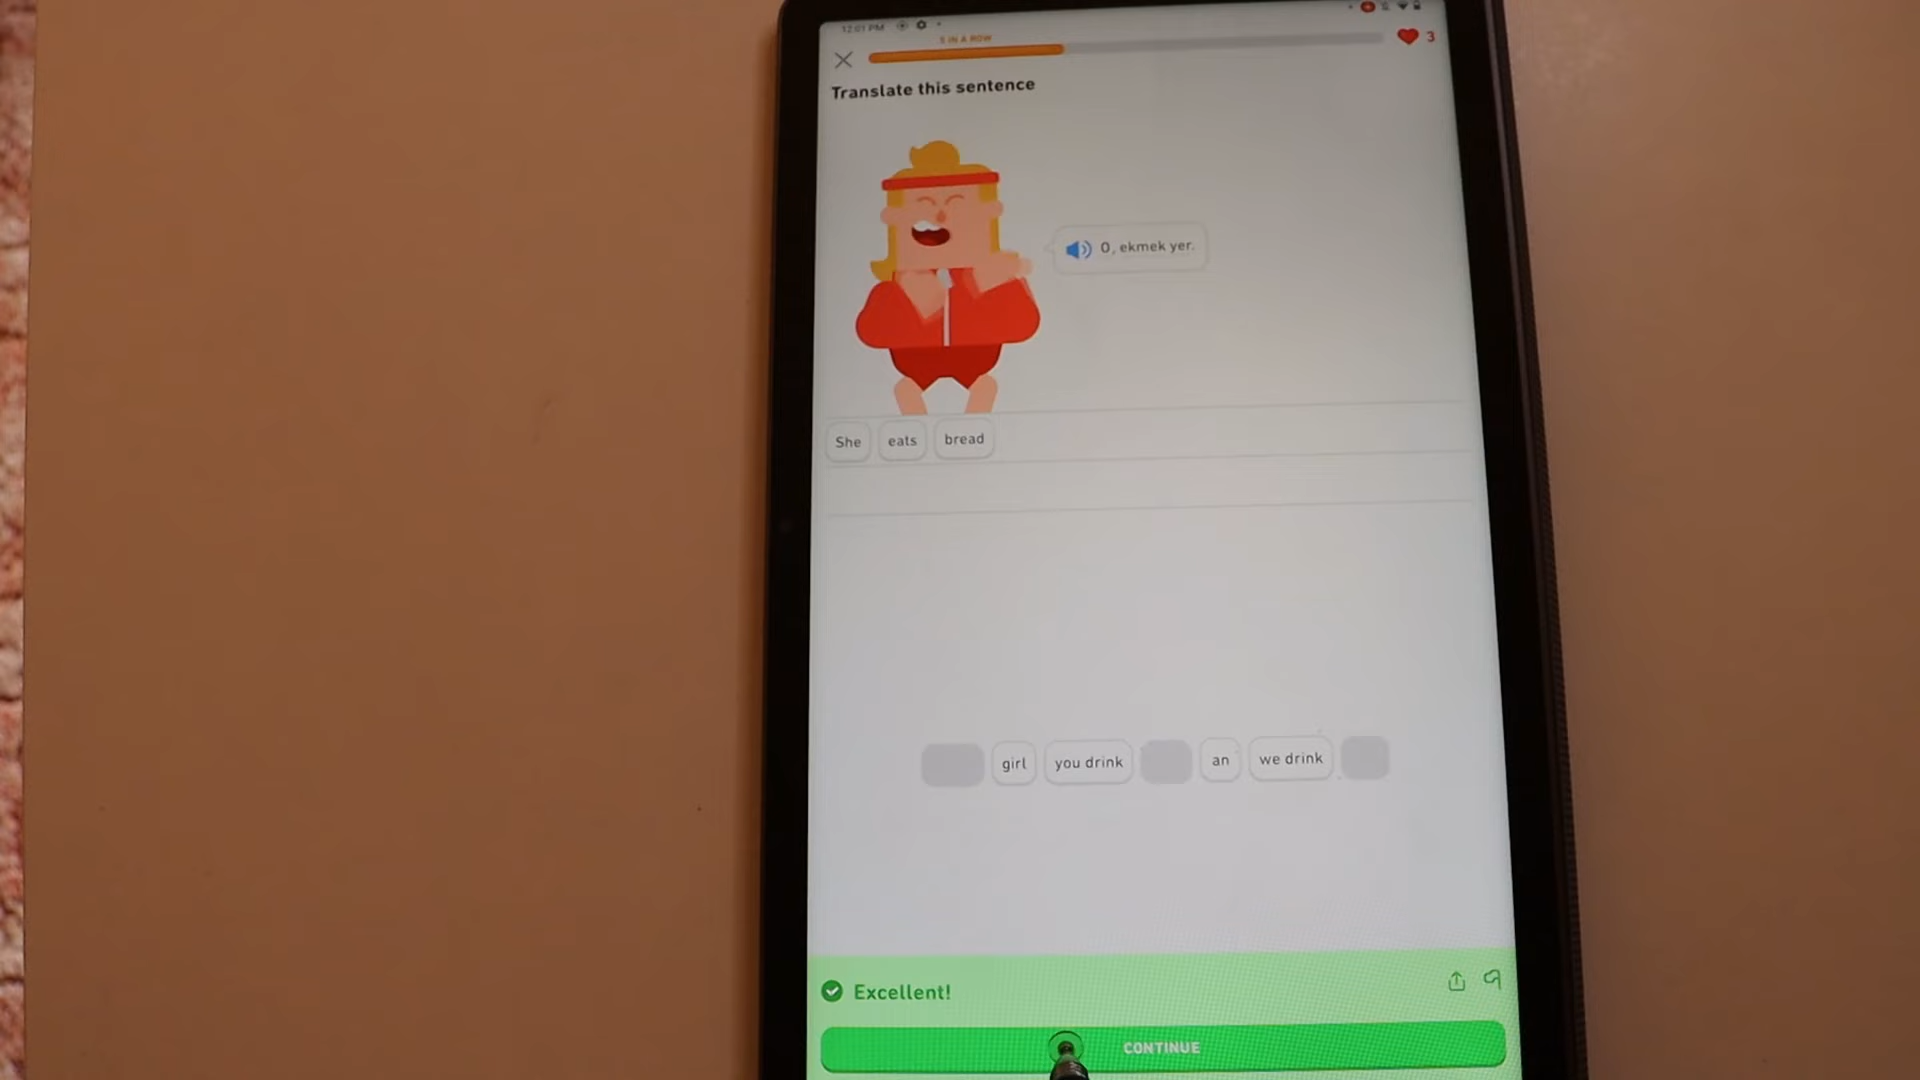 12:01 PM
5 IN A ROW
3
Translate this sentence
O, ekmek yer.
She eats bread
girl you drink an we drink
Excellent!
CONTINUE